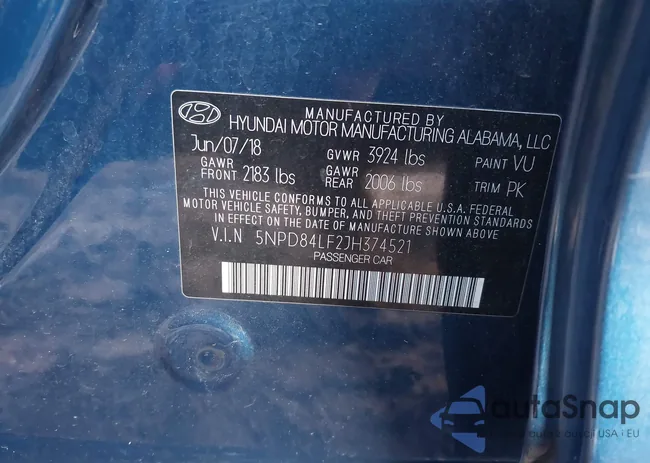 MANUFACTURED BY
HYUNDAI MOTOR MANUFACTURING ALABAMA, LLC
Jun/07/18 GVWR 3924 lbs PAINT VU
GAWR FRONT 2183 lbs GAWR REAR 2006 lbs TRIM PK
THIS VEHICLE CONFORMS TO ALL APPLICABLE U.S.A. FEDERAL
MOTOR VEHICLE SAFETY, BUMPER, AND THEFT PREVENTION STANDARDS
IN EFFECT ON THE DATE OF MANUFACTURE SHOWN ABOVE.
V.I.N 5NPD84LF2JH374521
PASSENGER CAR
autoSnap
USA · EU